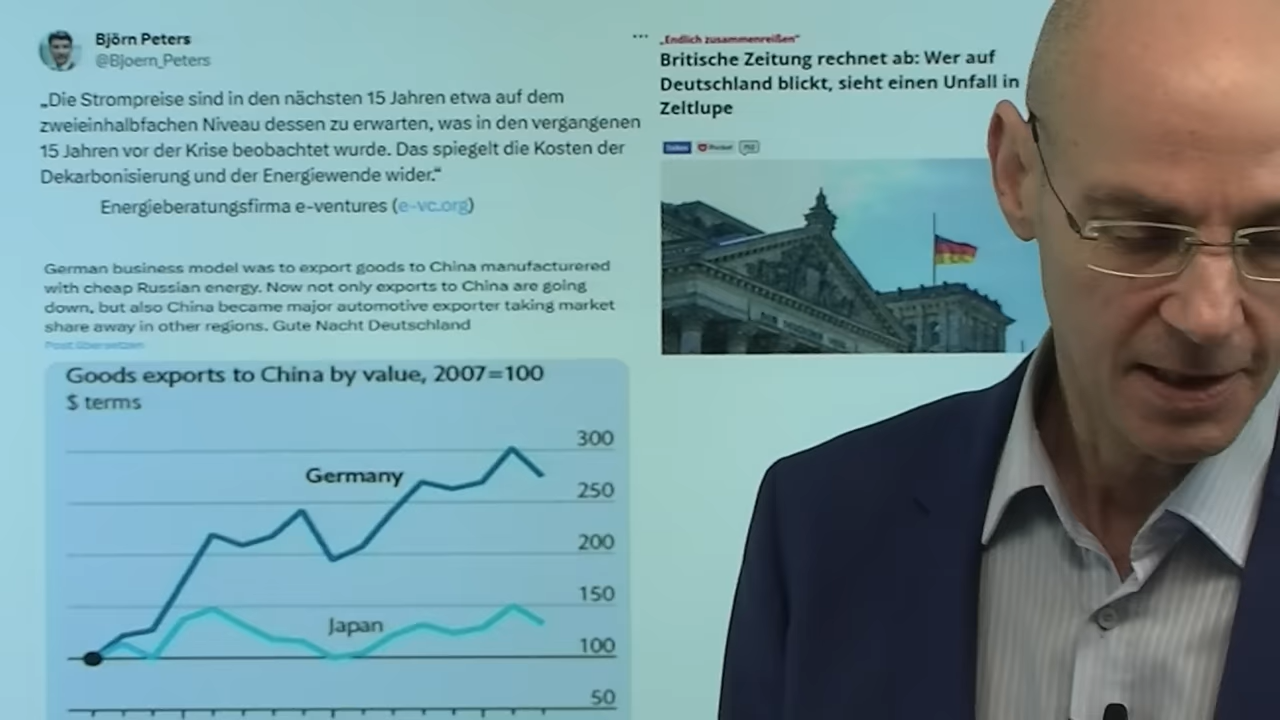 Björn Peters
@Bjoern_Peters
...
„Die Strompreise sind in den nächsten 15 Jahren etwa auf dem
zweieinhalbfachen Niveau dessen zu erwarten, was in den vergangenen
15 Jahren vor der Krise beobachtet wurde. Das spiegelt die Kosten der
Dekarbonisierung und der Energiewende wider.“
Energieberatungsfirma e-ventures (e-vc.org)
German business model was to export goods to China manufacturered
with cheap Russian energy. Now not only exports to China are going
down, but also China became major automotive exporter taking market
share away in other regions. Gute Nacht Deutschland
Post übersetzen
Goods exports to China by value, 2007=100
$ terms
300
Germany
250
200
150
Japan
100
50
„Endlich zusammenreißen“
Britische Zeitung rechnet ab: Wer auf
Deutschland blickt, sieht einen Unfall in
Zeitlupe
Pocket